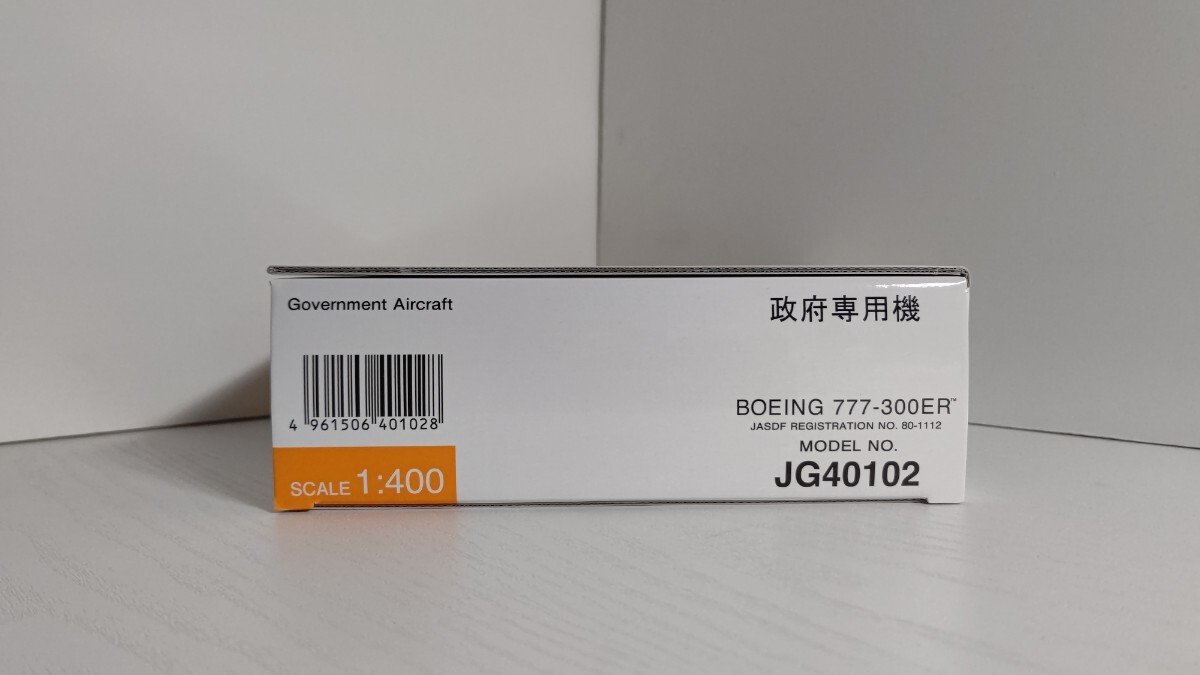 Government Aircraft
政府専用機
4 961506 401028
BOEING 777-300ER™
JASDF REGISTRATION NO. 80-1112
MODEL NO.
JG40102
SCALE 1:400